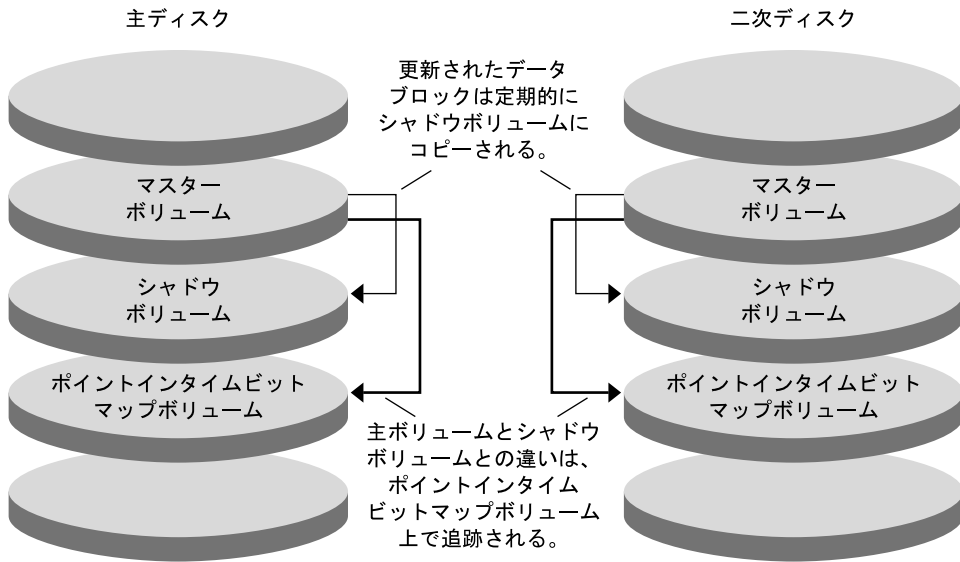 主ディスク
二次ディスク
更新されたデータ
ブロックは定期的に
シャドウボリュームに
コピーされる。
マスター
ボリューム
マスター
ボリューム
シャドウ
ボリューム
シャドウ
ボリューム
ポイントインタイムビット
マップボリューム
ポイントインタイムビット
マップボリューム
主ボリュームとシャドウ
ボリュームとの違いは、
ポイントインタイム
ビットマップボリューム
上で追跡される。